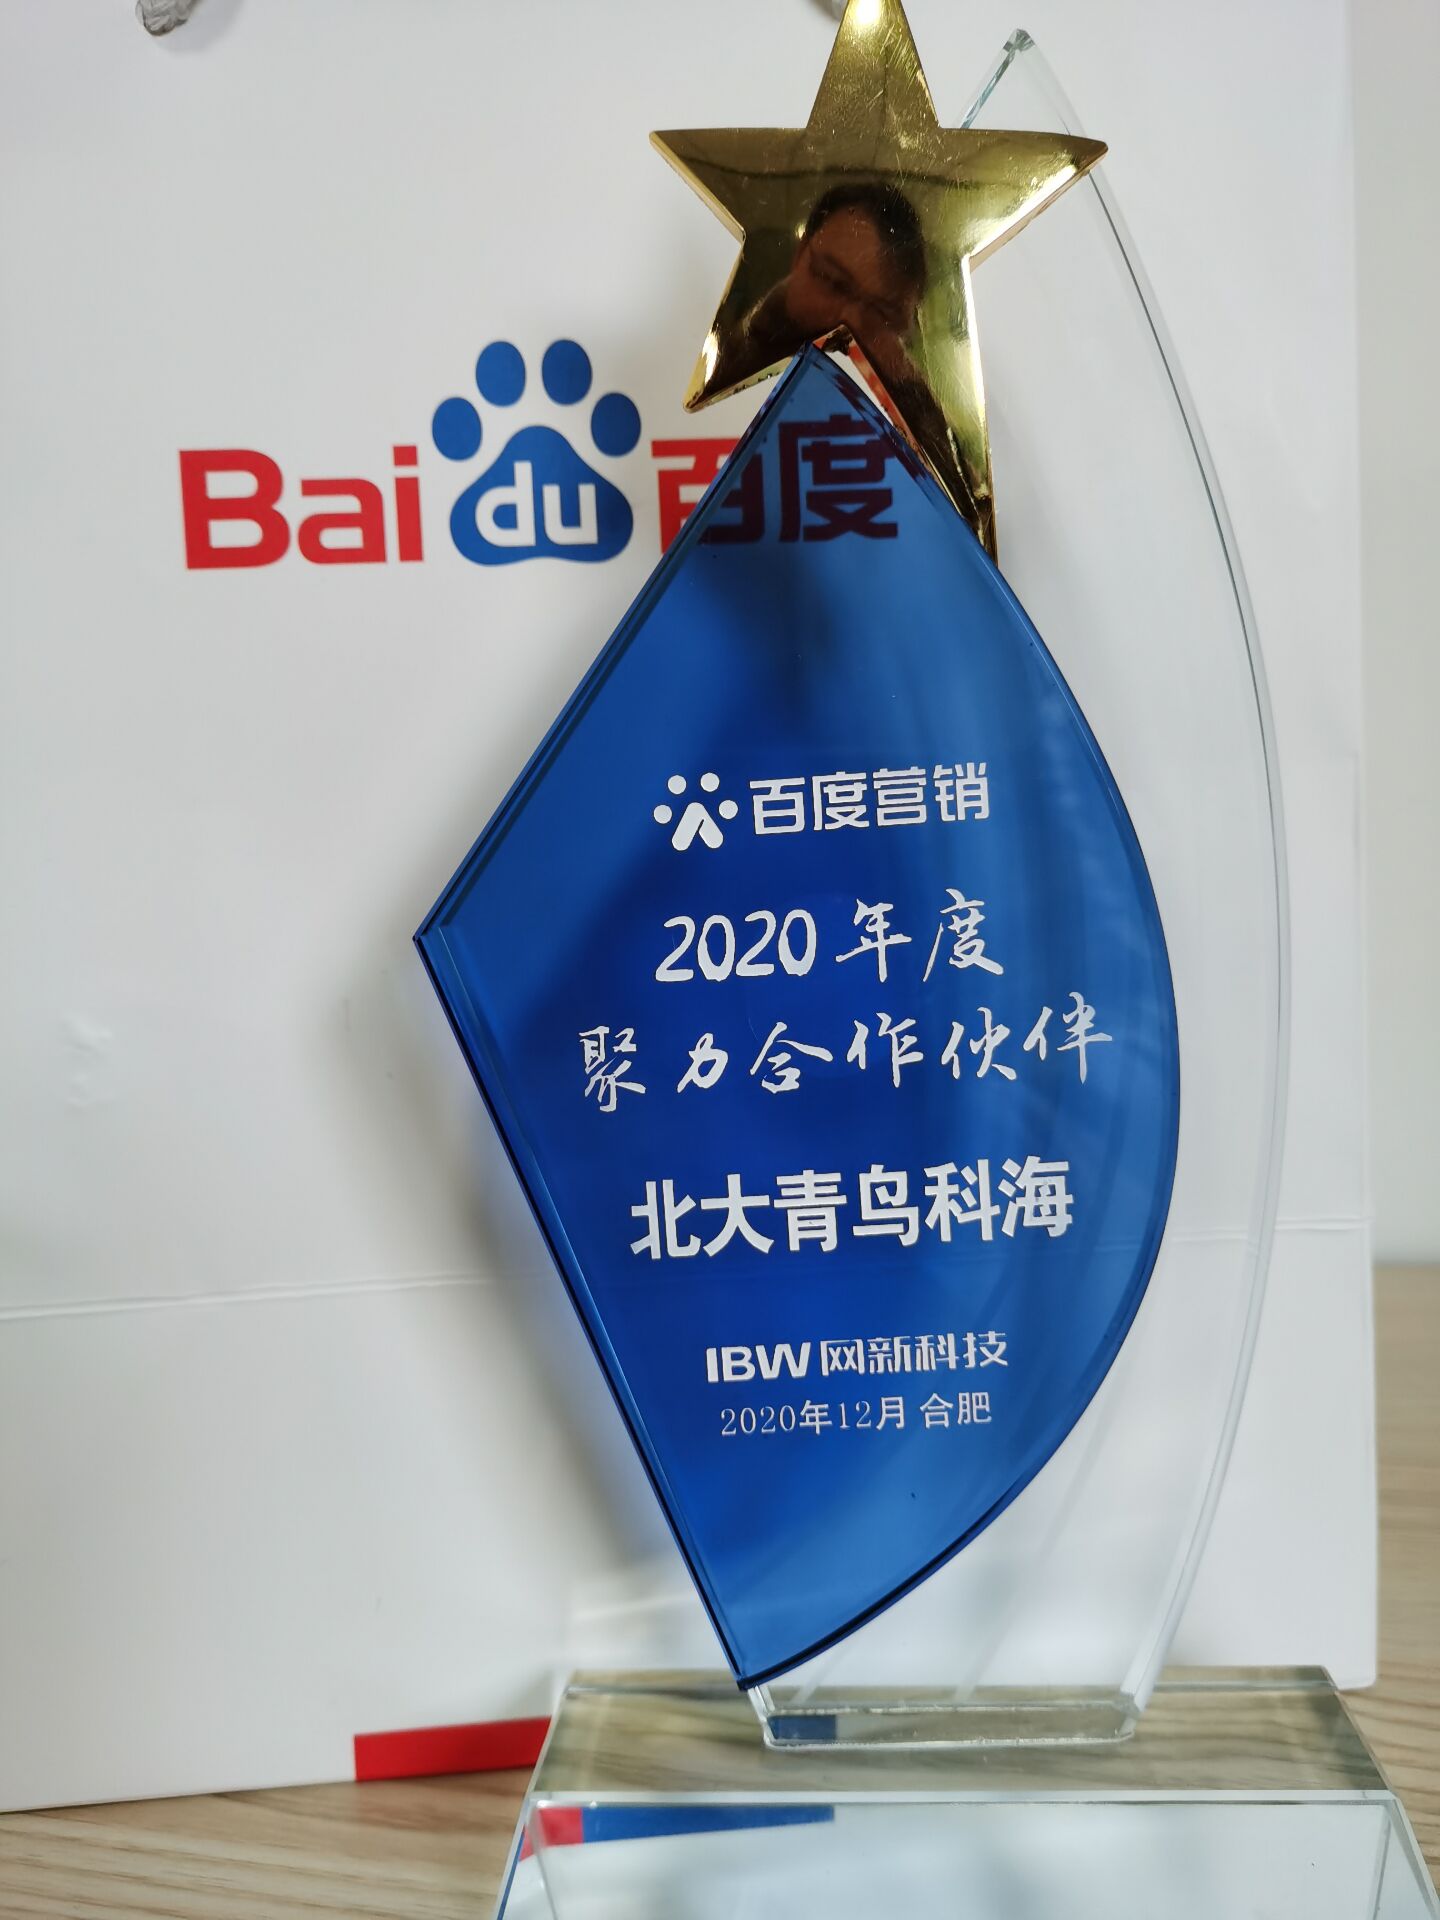 Baidu百度
百度营销
2020年度
聚力合作伙伴
北大青鸟科海
IBW网新科技
2020年12月 合肥